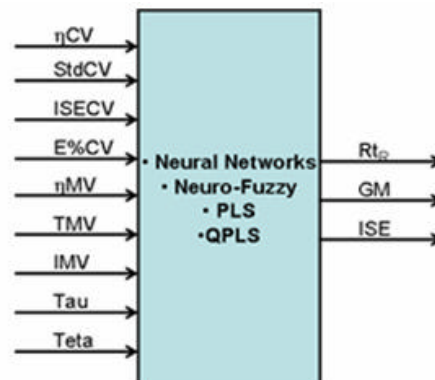 ηCV
StdCV
ISECV
E%CV
ηMV
TMV
IMV
Tau
Teta
• Neural Networks
• Neuro-Fuzzy
• PLS
•QPLS
RtR
GM
ISE